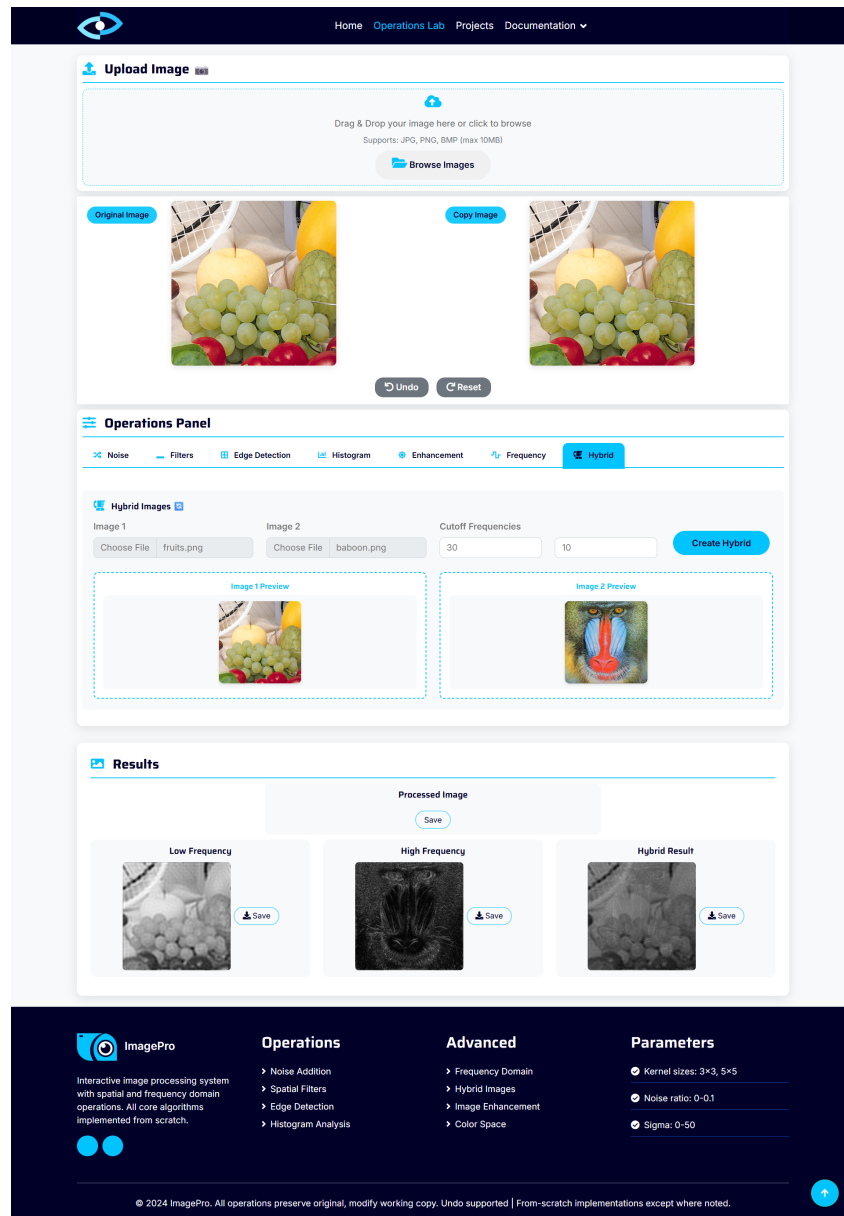 Home Operations Lab Projects Documentation
Upload Image
Drag & Drop your image here or click to browse
Supports: JPG, PNG, BMP (max 10MB)
Browse Images
Original Image
Copy Image
Undo Reset
Operations Panel
Noise Filters Edge Detection Histogram Enhancement Frequency Hybrid
Hybrid Images
Image 1 Image 2 Cutoff Frequencies
Choose File fruits.png Choose File baboon.png 30 10 Create Hybrid
Image 1 Preview Image 2 Preview
Results
Processed Image
Save
Low Frequency High Frequency Hybrid Result
Save Save Save
ImagePro
Interactive image processing system
with spatial and frequency domain
operations. All core algorithms
implemented from scratch.
Operations
Noise Addition
Spatial Filters
Edge Detection
Histogram Analysis
Advanced
Frequency Domain
Hybrid Images
Image Enhancement
Color Space
Parameters
Kernel sizes: 3×3, 5×5
Noise ratio: 0-0.1
Sigma: 0-50
© 2024 ImagePro. All operations preserve original, modify working copy. Undo supported | From-scratch implementations except where noted.